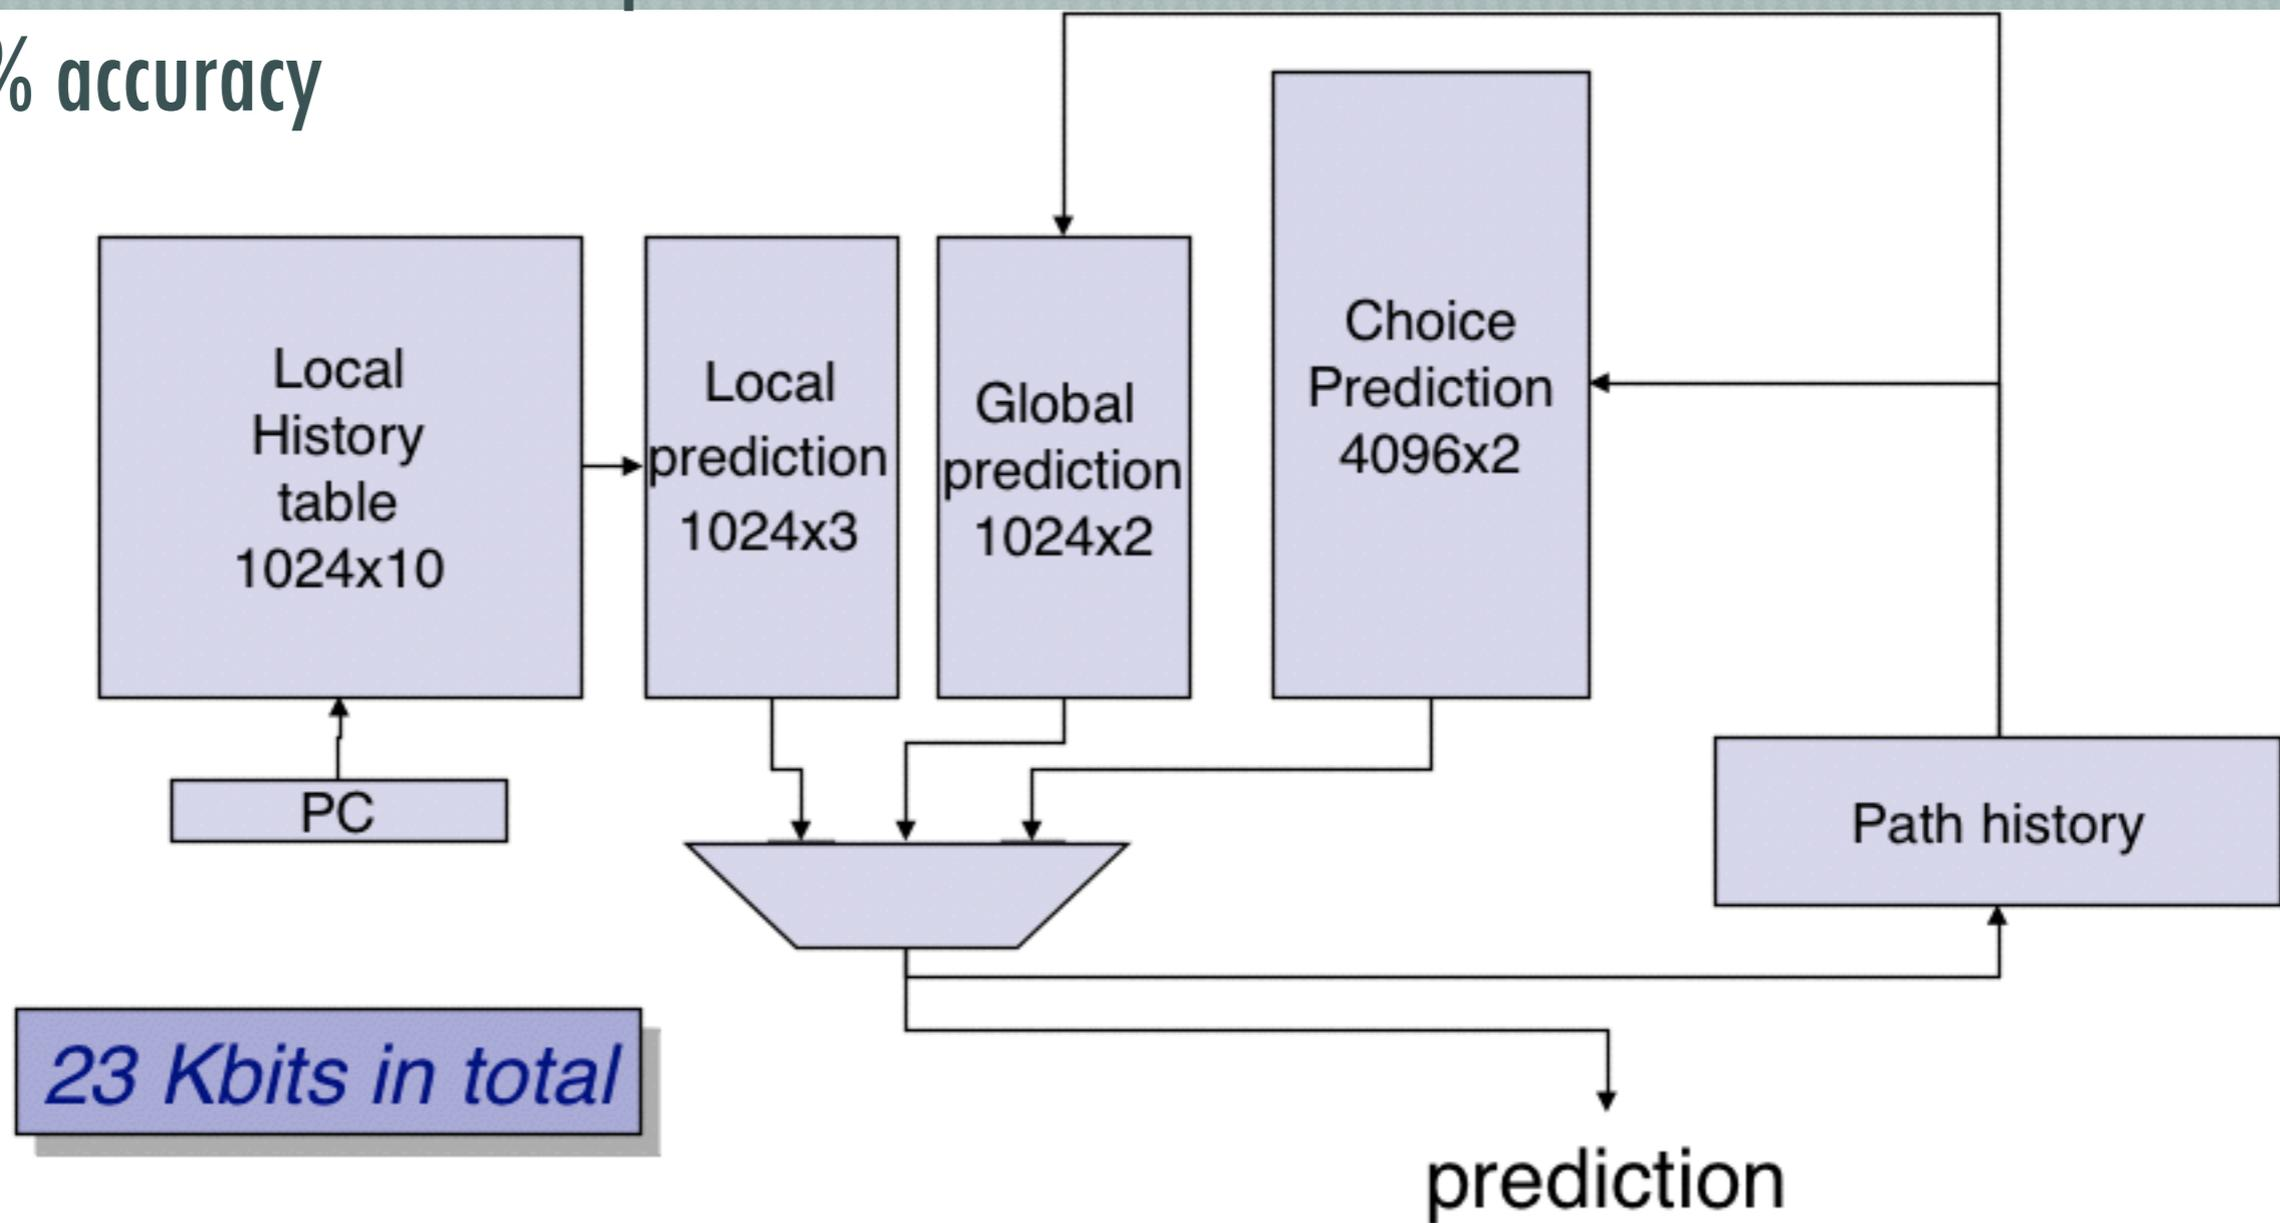 % accuracy
Local
History
table
1024x10
Local
prediction
1024x3
Global
prediction
1024x2
Choice
Prediction
4096x2
PC
Path history
23 Kbits in total
prediction